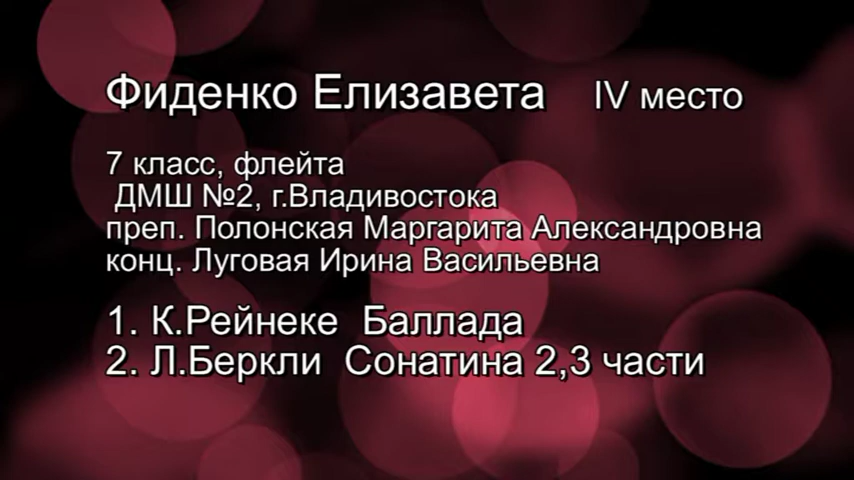 Фиденко Елизавета IV место
7 класс, флейта
ДМШ №2, г.Владивостока
преп. Полонская Маргарита Александровна
конц. Луговая Ирина Васильевна
1. К.Рейнеке Баллада
2. Л.Беркли Сонатина 2,3 части